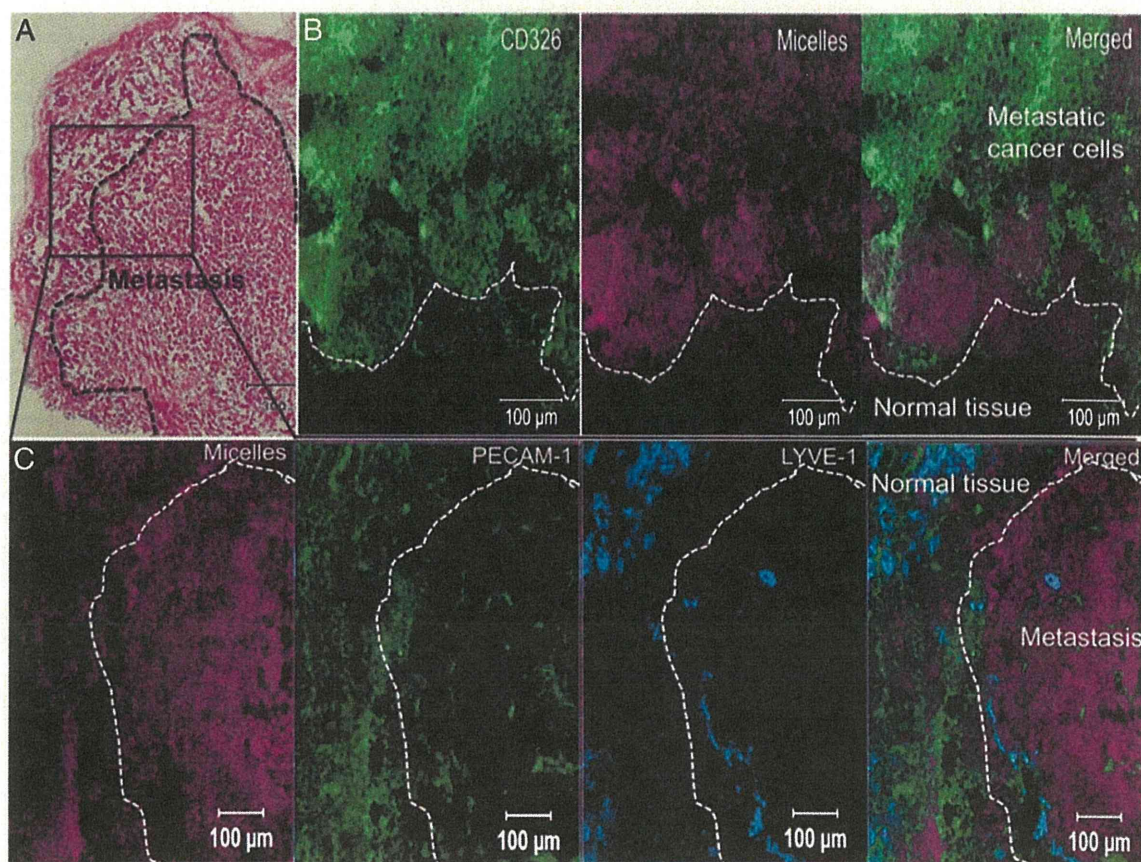 A
B
CD326
Micelles
Merged
Metastatic
cancer cells
Metastasis
100 µm
100 µm
Normal tissue
100 µm
C
Micelles
PECAM-1
LYVE-1
Merged
Normal tissue
Metastasis
100 µm
100 µm
100 µm
100 µm